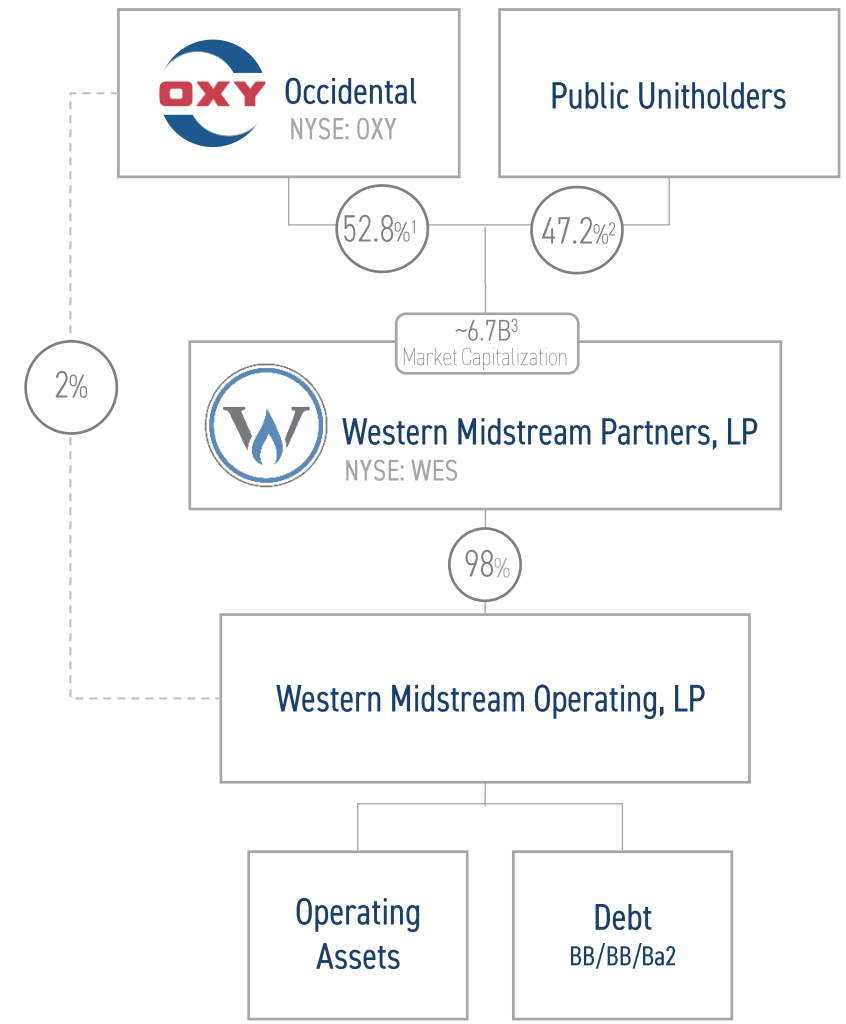 OXY
Occidental
NYSE: OXY
Public Unitholders
52.8%¹
47.2%²
~6.7B³
Market Capitalization
2%
W
Western Midstream Partners, LP
NYSE: WES
98%
Western Midstream Operating, LP
Operating
Assets
Debt
BB/BB/Ba2